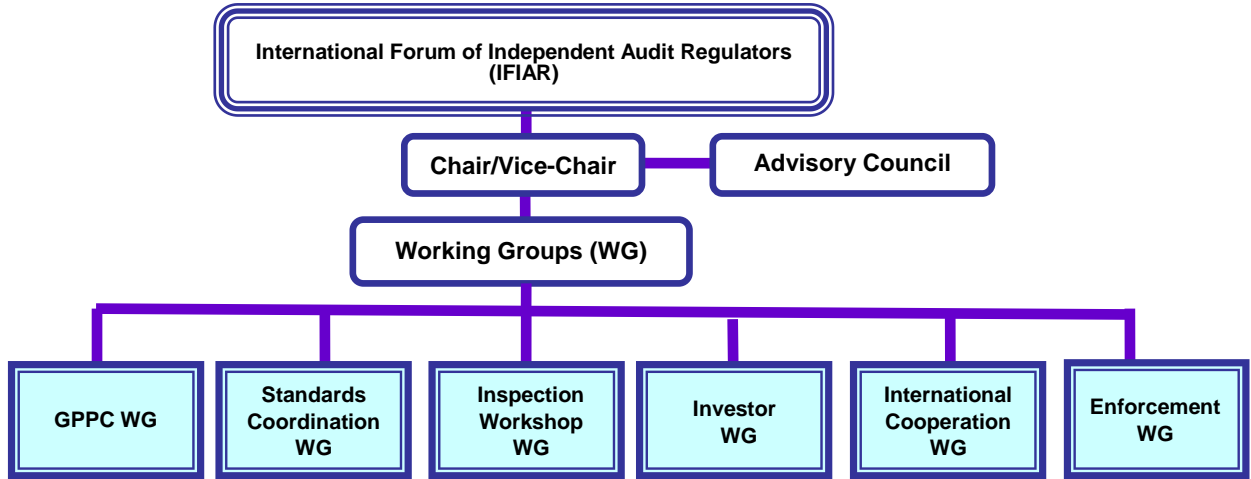 International Forum of Independent Audit Regulators
(IFIAR)
Chair/Vice-Chair
Advisory Council
Working Groups (WG)
GPPC WG
Standards
Coordination
WG
Inspection
Workshop
WG
Investor
WG
International
Cooperation
WG
Enforcement
WG